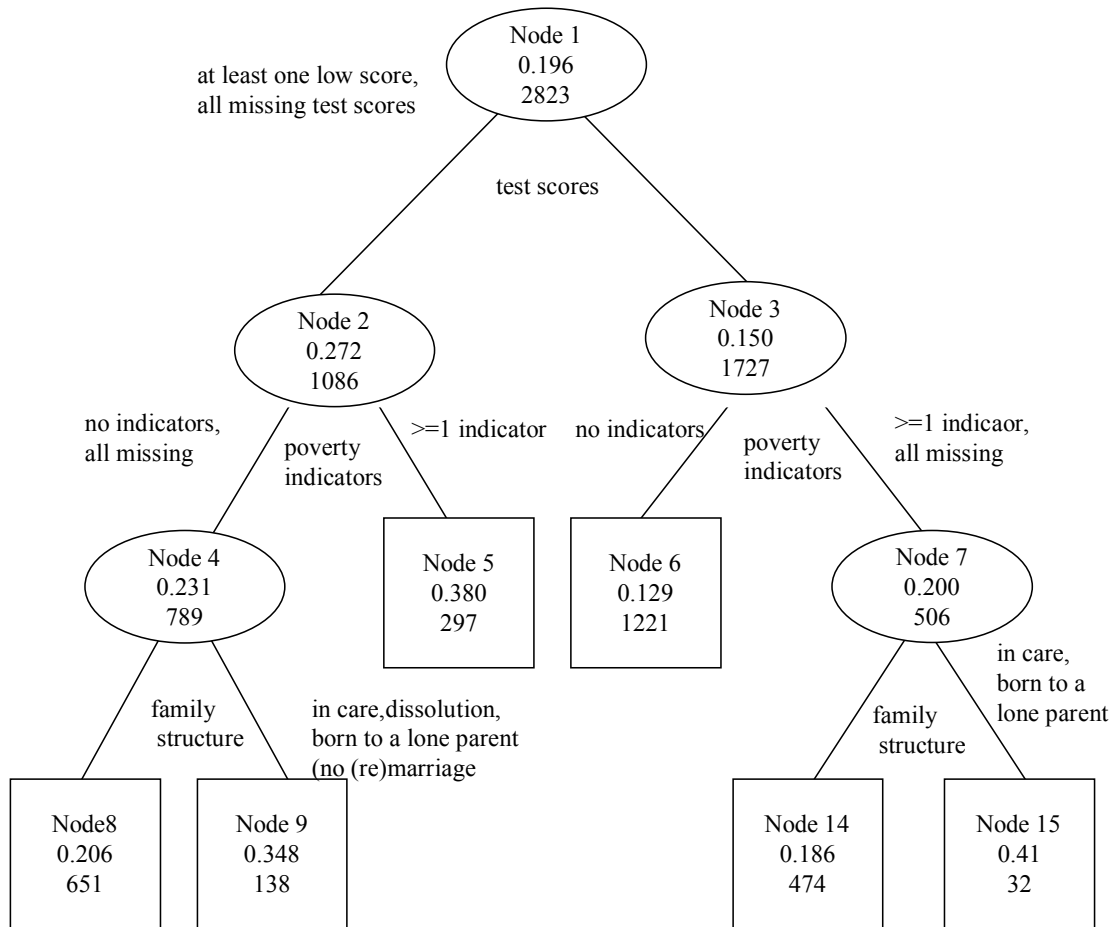 Node 1
0.196
2823
at least one low score,
all missing test scores
test scores
Node 2
0.272
1086
Node 3
0.150
1727
no indicators,
all missing
poverty
indicators
>=1 indicator
no indicators
poverty
indicators
>=1 indicaor,
all missing
Node 4
0.231
789
Node 5
0.380
297
Node 6
0.129
1221
Node 7
0.200
506
family
structure
in care,dissolution,
born to a lone parent
(no (re)marriage
family
structure
in care,
born to a
lone parent
Node8
0.206
651
Node 9
0.348
138
Node 14
0.186
474
Node 15
0.41
32